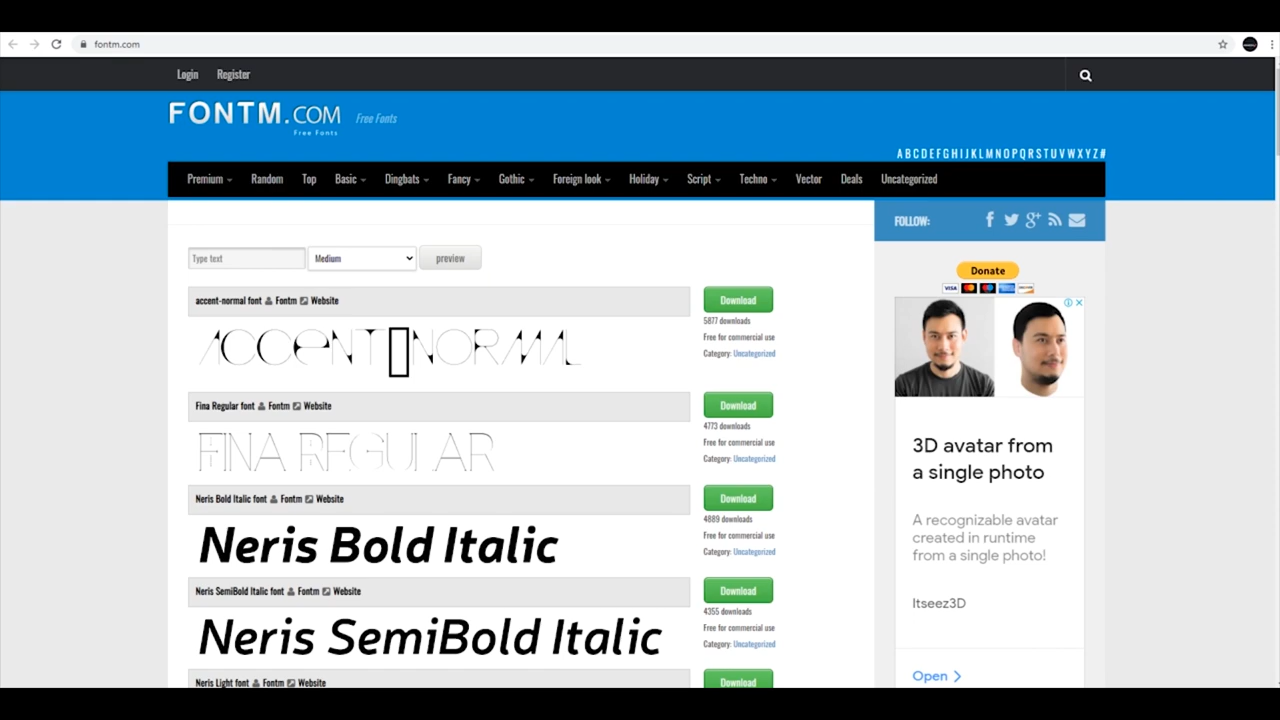 fontm.com
Login Register
FONTM.COM Free Fonts
Free Fonts
A B C D E F G H I J K L M N O P Q R S T U V W X Y Z #
Premium Random Top Basic Dingbats Fancy Gothic Foreign look Holiday Script Techno Vector Deals Uncategorized
FOLLOW:
Type text Medium preview
Donate
VISA
accent-normal font Fontm Website
Download
5877 downloads
Free for commercial use
Category: Uncategorized
ACCENT NORMAL
Fina Regular font Fontm Website
Download
4773 downloads
Free for commercial use
Category: Uncategorized
FINA REGULAR
Neris Bold Italic font Fontm Website
Download
4889 downloads
Free for commercial use
Category: Uncategorized
Neris Bold Italic
Neris SemiBold Italic font Fontm Website
Download
4355 downloads
Free for commercial use
Category: Uncategorized
Neris SemiBold Italic
Neris Light font Fontm Website
Download
3D avatar from
a single photo
A recognizable avatar
created in runtime
from a single photo!
Itseez3D
Open